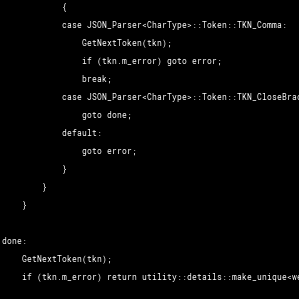 {
case JSON_Parser<CharType>::Token::TKN_Comma:
GetNextToken(tkn);
if (tkn.m_error) goto error;
break;
case JSON_Parser<CharType>::Token::TKN_CloseBrac
goto done;
default:
goto error;
}
}
}
done:
GetNextToken(tkn);
if (tkn.m_error) return utility::details::make_unique<we